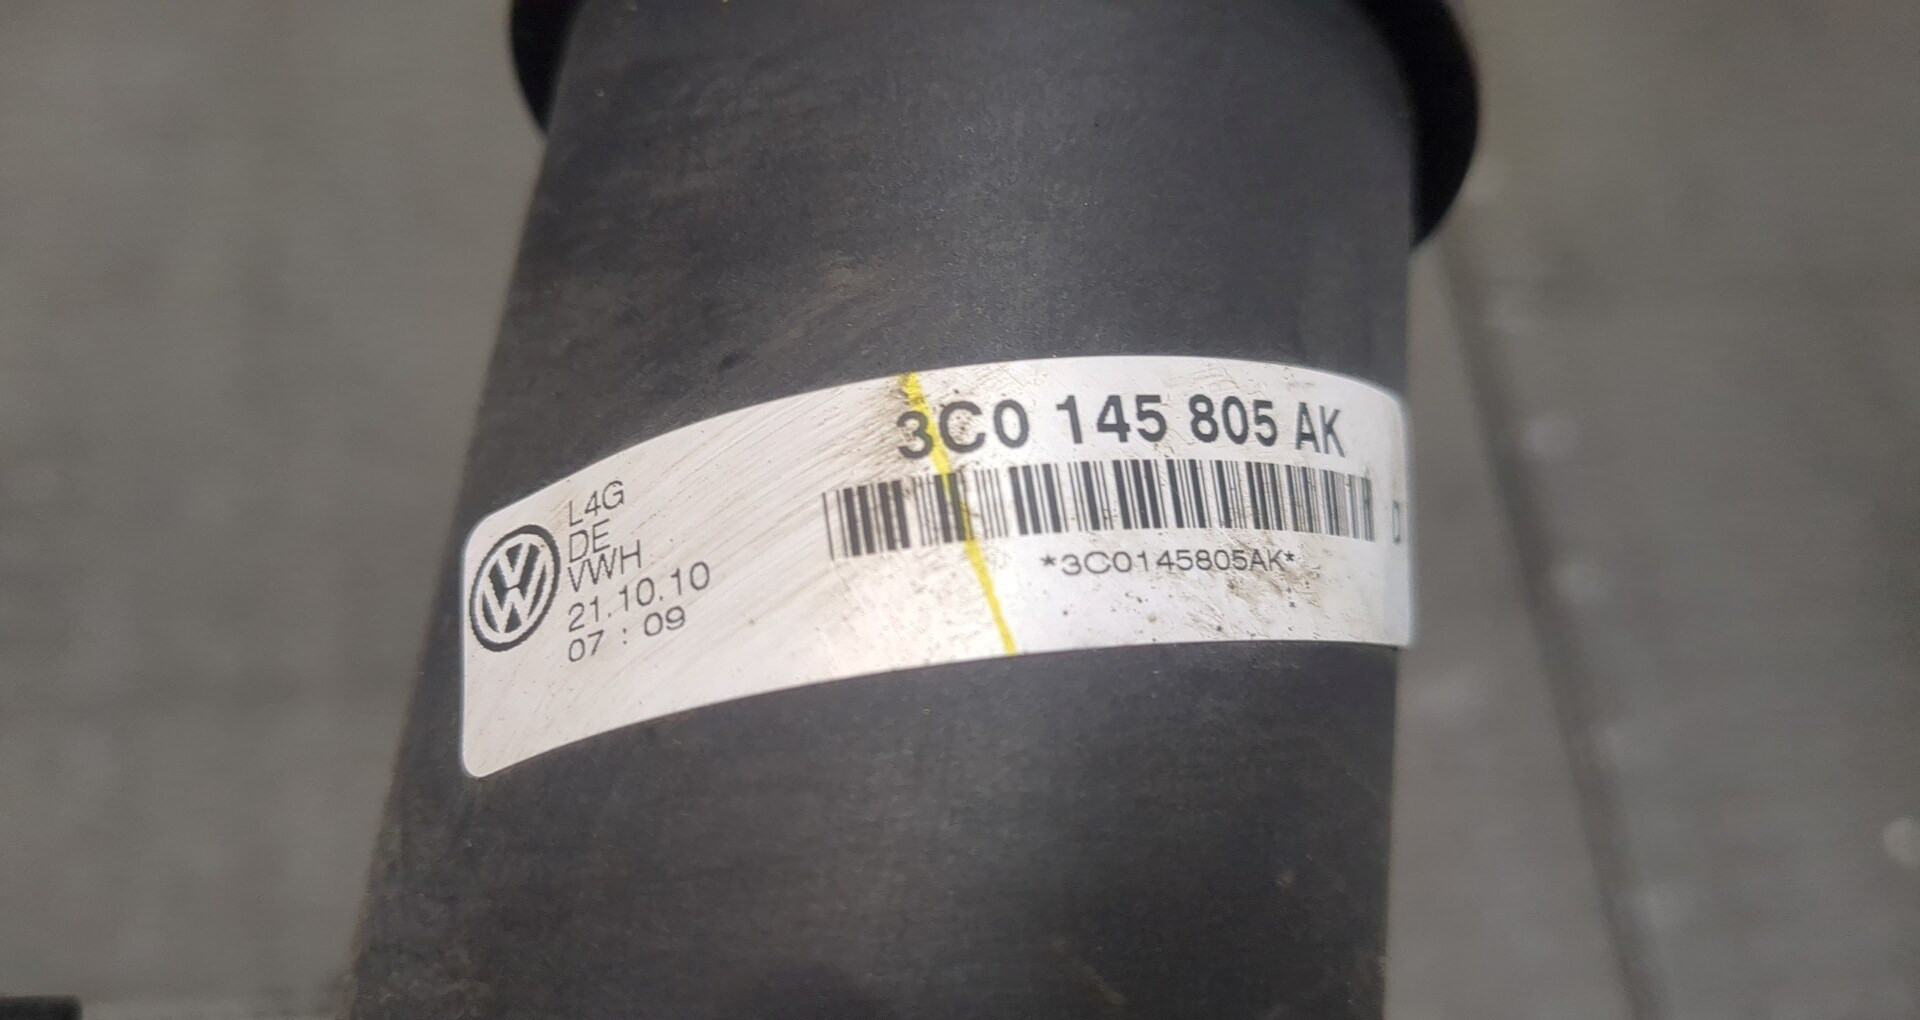 3C0 145 805 AK
*3C0145805AK*
L4G
DE
VWH
21.10.10
07 : 09